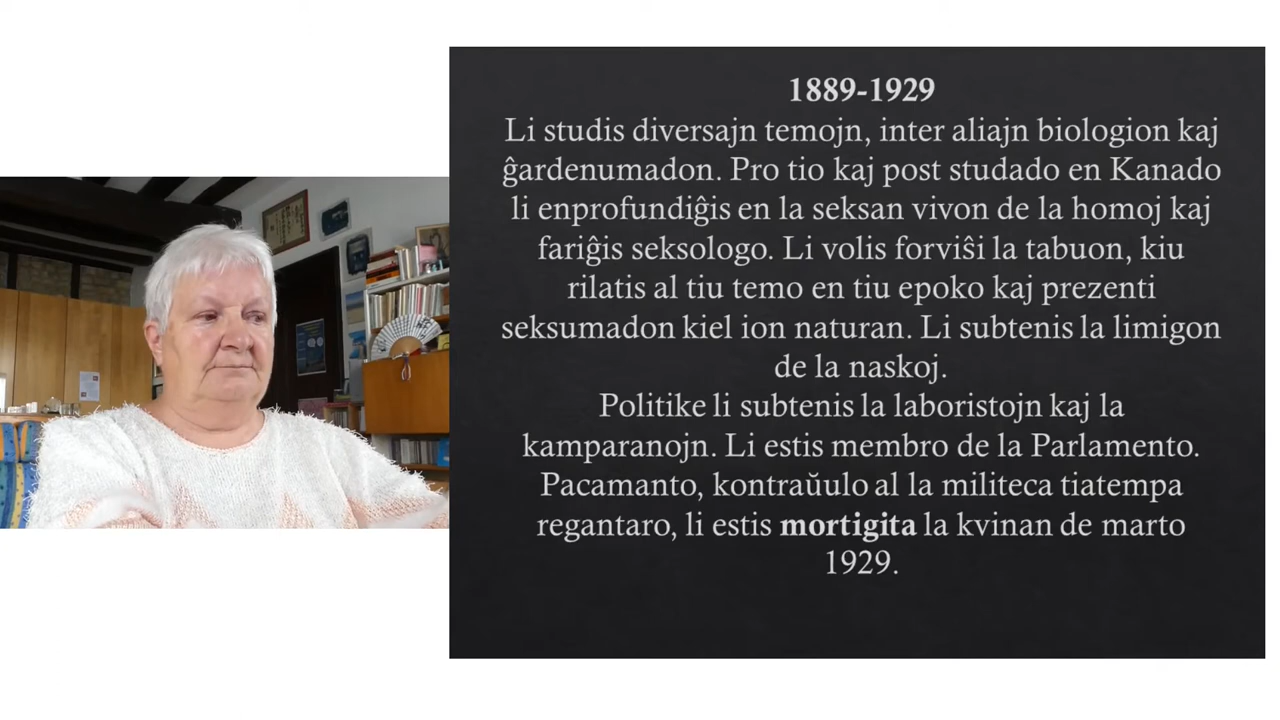 1889-1929
Li studis diversajn temojn, inter aliajn biologion kaj
ĝardenumadon. Pro tio kaj post studado en Kanado
li enprofundiĝis en la seksan vivon de la homoj kaj
fariĝis seksologo. Li volis forviŝi la tabuon, kiu
rilatis al tiu temo en tiu epoko kaj prezenti
seksumadon kiel ion naturan. Li subtenis la limigon
de la naskoj.
Politike li subtenis la laboristojn kaj la
kamparanojn. Li estis membro de la Parlamento.
Pacamanto, kontraŭulo al la militeca tiatempa
regantaro, li estis mortigita la kvinan de marto
1929.